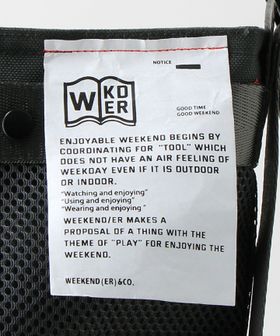 NOTICE
W KD
ER
GOOD TIME
GOOD WEEKEND
ENJOYABLE WEEKEND BEGINS BY
COORDINATING FOR "TOOL" WHICH
DOES NOT HAVE AN AIR FEELING OF
WEEKDAY EVEN IF IT IS OUTDOOR
OR INDOOR.
"Watching and enjoying"
"Using and enjoying"
"Wearing and enjoying"
WEEKEND/ER MAKES A
PROPOSAL OF A THING WITH THE
THEME OF "PLAY" FOR ENJOYING THE
WEEKEND.
WEEKEND(ER)&CO.